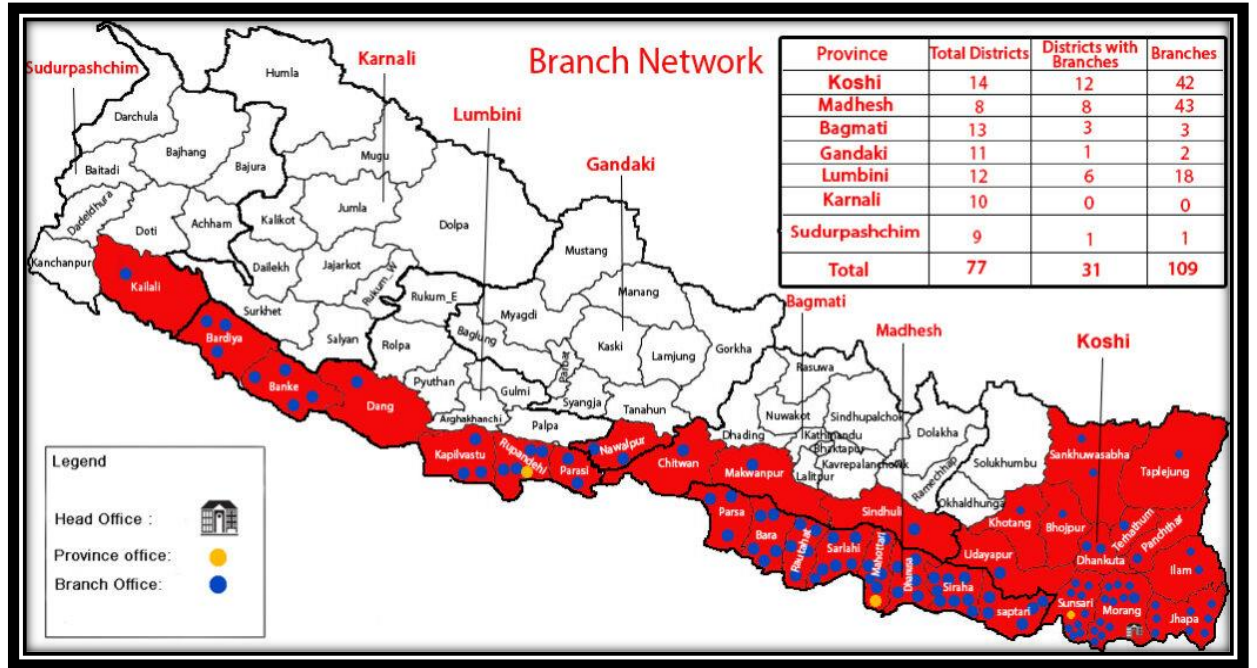 Branch Network
Province Total Districts Districts with Branches Branches
Koshi 14 12 42
Madhesh 8 8 43
Bagmati 13 3 3
Gandaki 11 1 2
Lumbini 12 6 18
Karnali 10 0 0
Sudurpashchim 9 1 1
Total 77 31 109
Sudurpashchim
Karnali
Lumbini
Gandaki
Bagmati
Madhesh
Koshi
Humla
Darchula
Bajhang
Bajura
Baitadi
Dadeldhura
Doti
Achham
Kanchanpur
Kailali
Mugu
Jumla
Kalikot
Dolpa
Dailekh
Jajarkot
Rukum_W
Surkhet
Salyan
Rukum_E
Rolpa
Pyuthan
Bardiya
Banke
Dang
Gulmi
Arghakhanchi
Palpa
Kapilvastu
Rupandehi
Parasi
Mustang
Manang
Myagdi
Baglung
Parbat
Kaski
Lamjung
Gorkha
Syangja
Tanahun
Nawalpur
Rasuwa
Nuwakot
Sindhupalchok
Dhading
Kathmandu
Bhaktapur
Kavrepalanchowk
Lalitpur
Dolakha
Ramechhap
Chitwan
Makwanpur
Sindhuli
Parsa
Bara
Rautahat
Sarlahi
Mahottari
Dhanusa
Siraha
saptari
Solukhumbu
Okhaldhunga
Sankhuwasabha
Taplejung
Khotang
Bhojpur
Terhathum
Panchthar
Dhankuta
Udayapur
Ilam
Sunsari
Morang
Jhapa
Legend
Head Office :
Province office:
Branch Office: